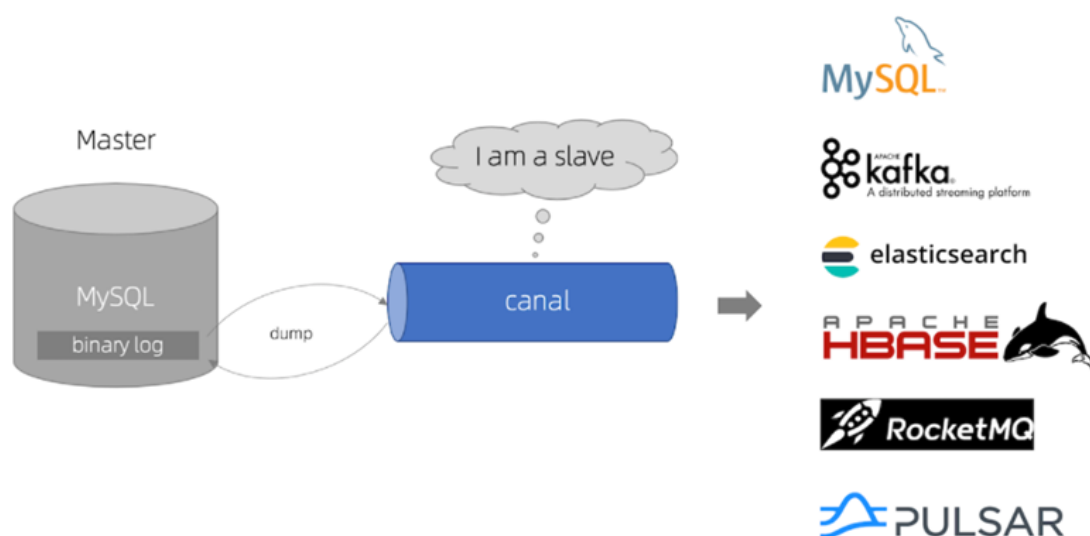 Master
MySQL
binary log
dump
I am a slave
canal
MySQL
APACHE
kafka®
A distributed streaming platform
elasticsearch
APACHE
HBASE
RocketMQ
PULSAR